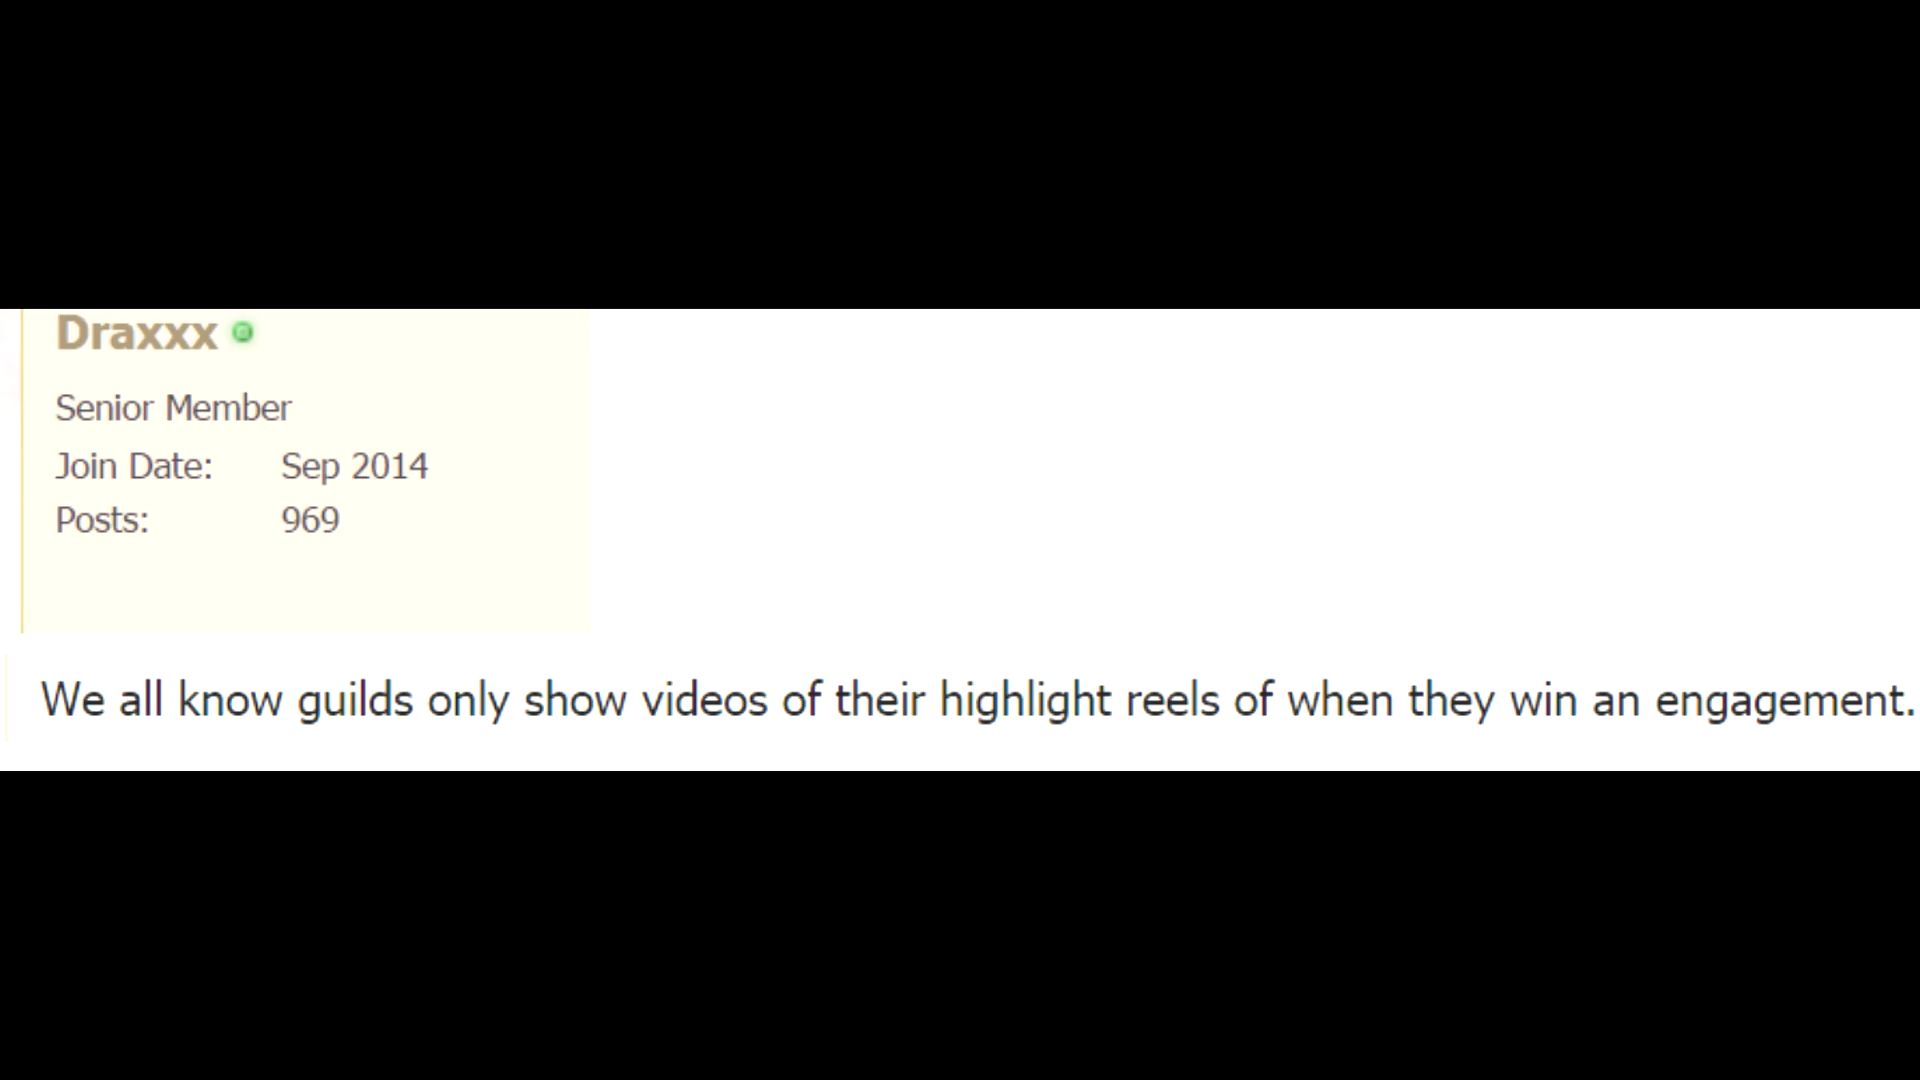 Draxxx
Senior Member
Join Date: Sep 2014
Posts: 969
We all know guilds only show videos of their highlight reels of when they win an engagement.